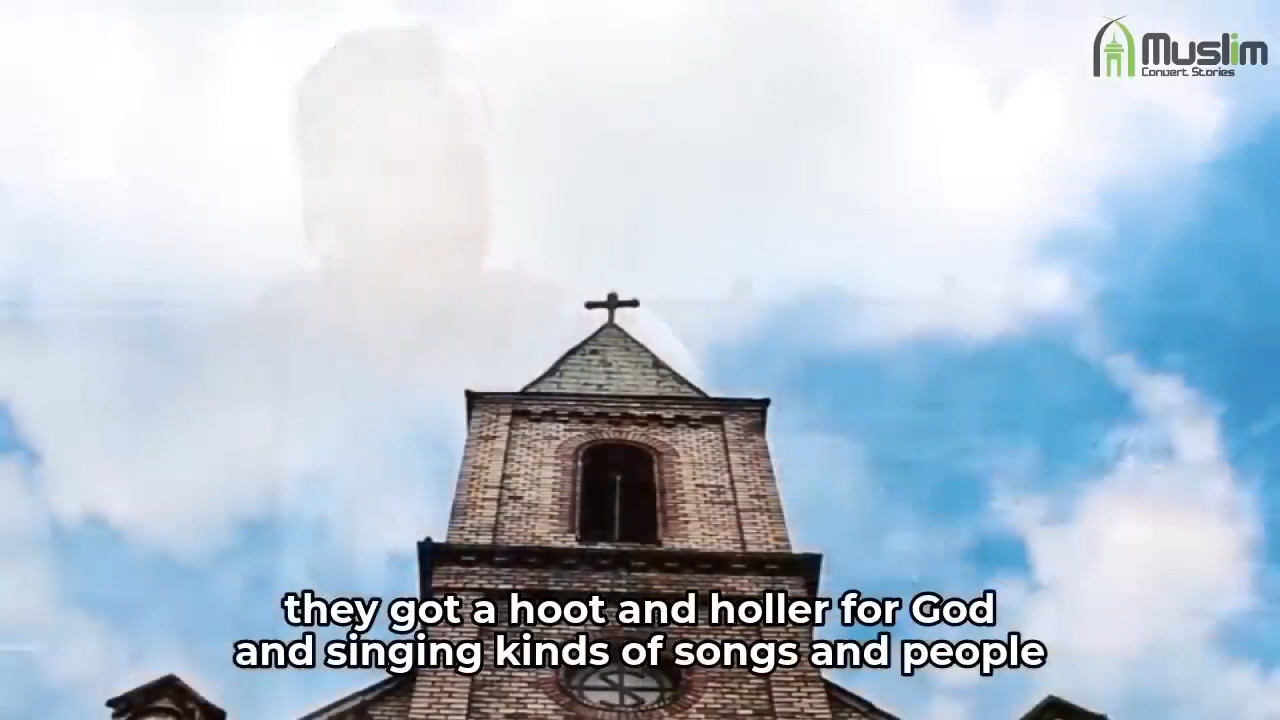 Muslim
Convert Stories
they got a hoot and holler for God
and singing kinds of songs and people